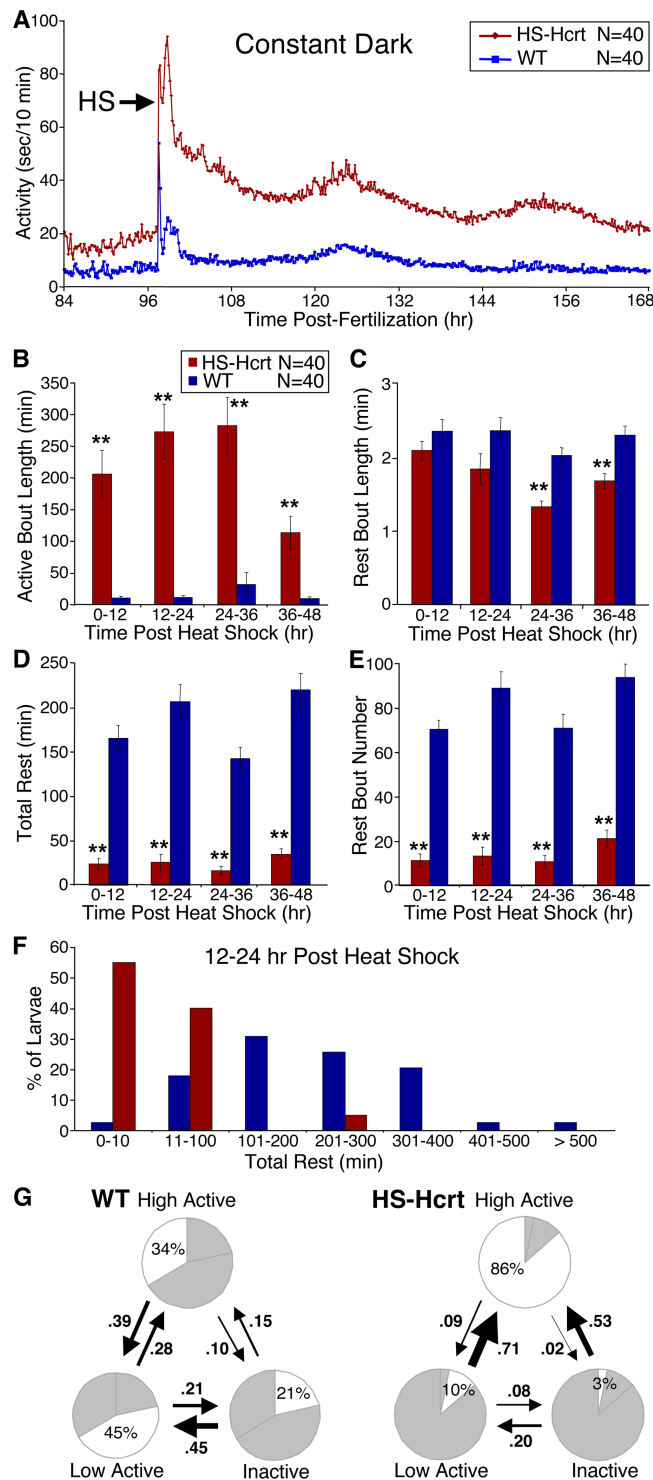 A
Constant Dark
HS-Hcrt N=40
WT N=40
HS
Activity (sec/10 min)
100
80
60
40
20
0
84 96 108 120 132 144 156 168
Time Post-Fertilization (hr)
B
HS-Hcrt N=40
WT N=40
Active Bout Length (min)
350
300
250
200
150
100
50
0
** ** ** **
0-12 12-24 24-36 36-48
Time Post Heat Shock (hr)
C
Rest Bout Length (min)
3
2
1
0
** **
0-12 12-24 24-36 36-48
Time Post Heat Shock (hr)
D
Total Rest (min)
250
200
150
100
50
0
** ** ** **
0-12 12-24 24-36 36-48
Time Post Heat Shock (hr)
E
Rest Bout Number
100
80
60
40
20
0
** ** ** **
0-12 12-24 24-36 36-48
Time Post Heat Shock (hr)
F
12-24 hr Post Heat Shock
% of Larvae
60
50
40
30
20
10
0
0-10 11-100 101-200 201-300 301-400 401-500 > 500
Total Rest (min)
G
WT High Active
34%
.39 .28 .10 .15
45%
.21
.45
21%
Low Active Inactive
HS-Hcrt High Active
86%
.09 .71 .02 .53
10%
.08
.20
3%
Low Active Inactive